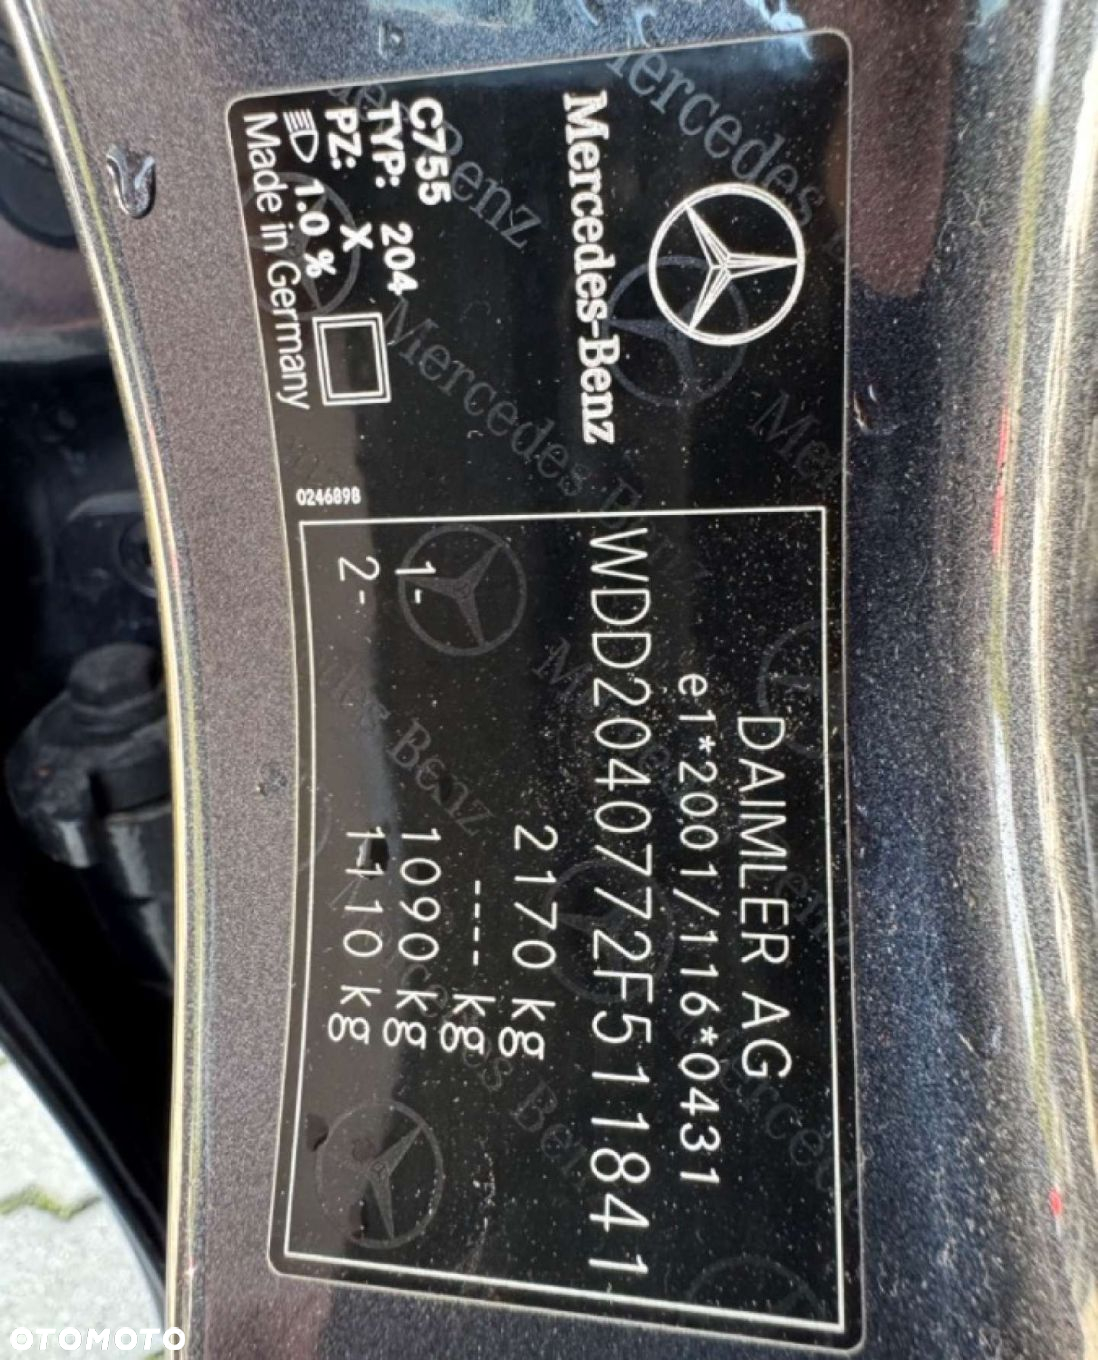 Mercedes-Benz
C755
TYP: 204
PZ: X
1.0 %
Made in Germany
0246898
DAIMLER AG
e1*2001/116*0431
WDD2040772F511841
2170 kg
---- kg
1- 1090 kg
2- 1110 kg
OTOMOTO